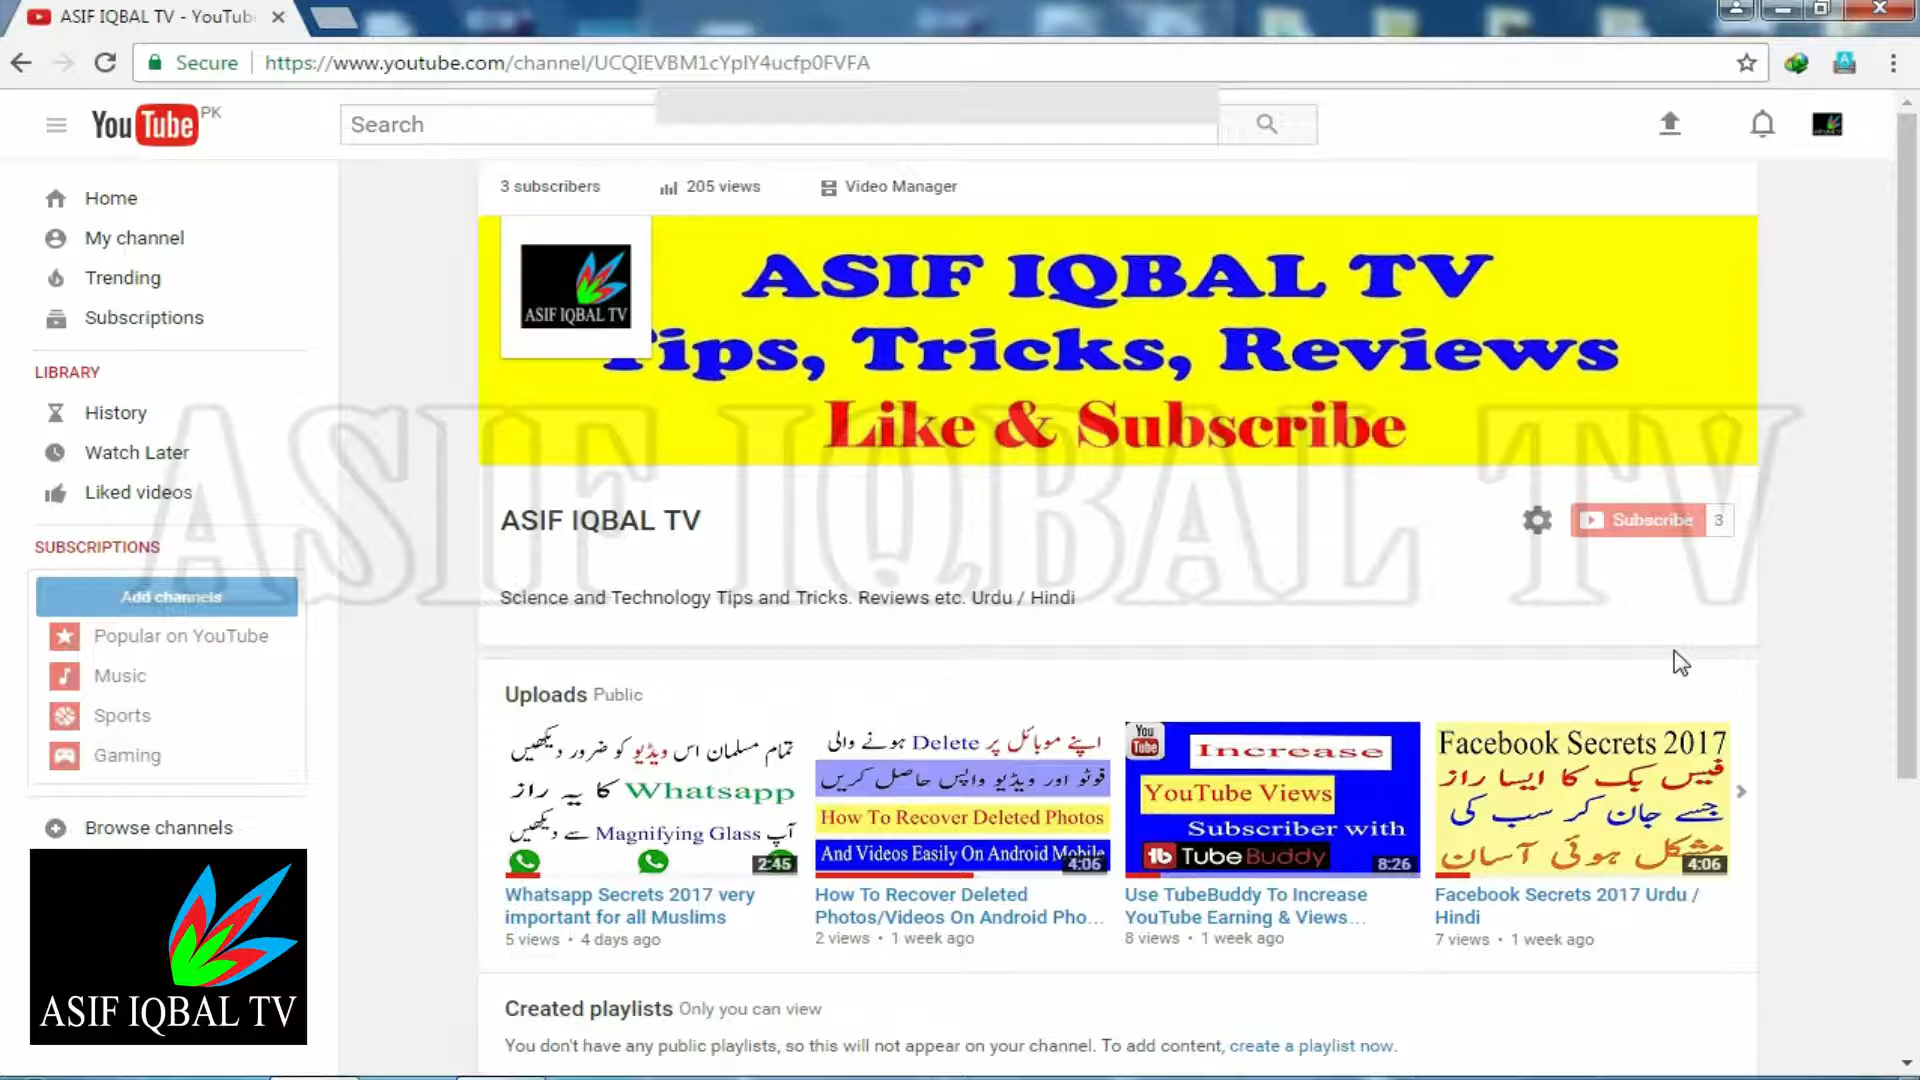 ASIF IQBAL TV - YouTub
Secure
https://www.youtube.com/channel/UCQIEVBM1cYplY4ucfp0FVFA
YouTube PK
Search
3 subscribers
205 views
Video Manager
Home
My channel
Trending
Subscriptions
LIBRARY
History
Watch Later
Liked videos
SUBSCRIPTIONS
Add channels
Popular on YouTube
Music
Sports
Gaming
Browse channels
ASIF IQBAL TV
ASIF IQBAL TV
ASIF IQBAL TV
Tips, Tricks, Reviews
Like & Subscribe
ASIF IQBAL TV
ASIF IQBAL TV
Subscribe 3
Science and Technology Tips and Tricks. Reviews etc. Urdu / Hindi
Uploads Public
تمام مسلمان اس ویڈیو کو ضرور دیکھیں
Whatsapp کا یہ راز
آپ Magnifying Glass سے دیکھیں
2:45
Whatsapp Secrets 2017 very
important for all Muslims
5 views • 4 days ago
اپنے موبائل پر Delete ہونے والی
فوٹو اور ویڈیو واپس حاصل کریں
How To Recover Deleted Photos
And Videos Easily On Android Mobile
4:06
How To Recover Deleted
Photos/Videos On Android Pho...
2 views • 1 week ago
You Tube
Increase
YouTube Views
Subscriber with
TubeBuddy
8:26
Use TubeBuddy To Increase
YouTube Earning & Views...
8 views • 1 week ago
Facebook Secrets 2017
فیس بک کا ایسا راز
جسے جان کر سب کی
مشکل ہوئی آسان
4:06
Facebook Secrets 2017 Urdu /
Hindi
7 views • 1 week ago
Created playlists Only you can view
You don't have any public playlists, so this will not appear on your channel. To add content, create a playlist now.